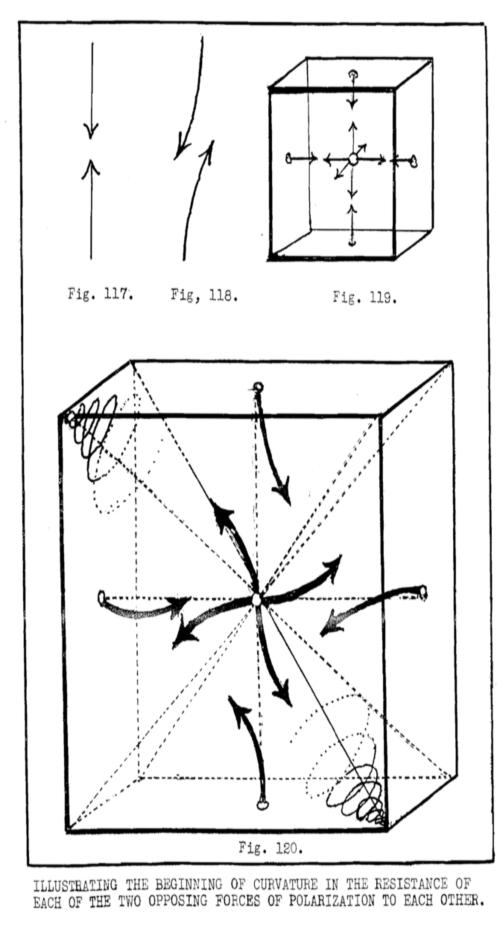 Fig. 117.
Fig, 118.
Fig. 119.
Fig. 120.
ILLUSTRATING THE BEGINNING OF CURVATURE IN THE RESISTANCE OF
EACH OF THE TWO OPPOSING FORCES OF POLARIZATION TO EACH OTHER.